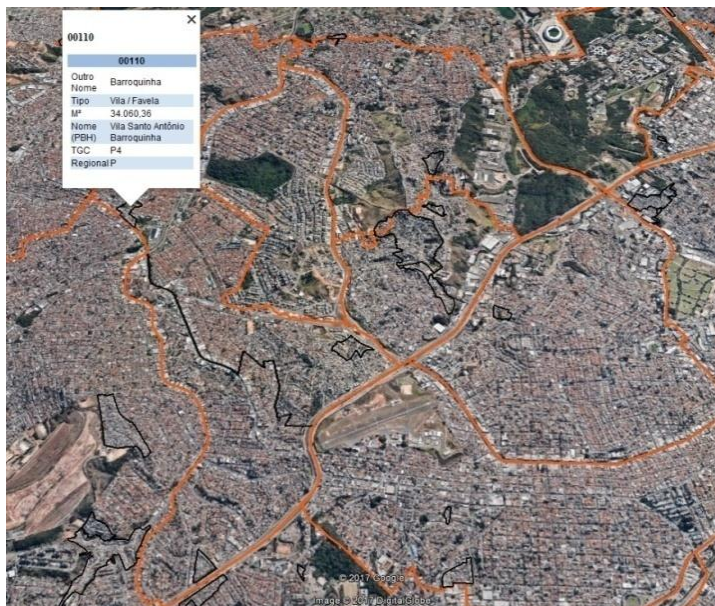 00110
00110
Outro Nome Barroquinha
Tipo Vila / Favela
M² 34.060,36
Nome (PBH) Vila Santo Antônio Barroquinha
TGC P4
Regional P
© 2017 Google
Image © 2017 DigitalGlobe